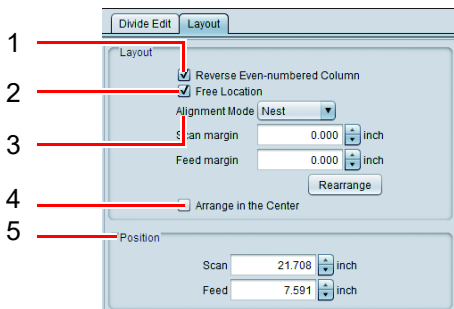 Divide Edit Layout
1
Layout
Reverse Even-numbered Column
2
Free Location
Alignment Mode Nest
3
Scan margin 0.000 inch
Feed margin 0.000 inch
Rearrange
4
Arrange in the Center
5
Position
Scan 21.708 inch
Feed 7.591 inch